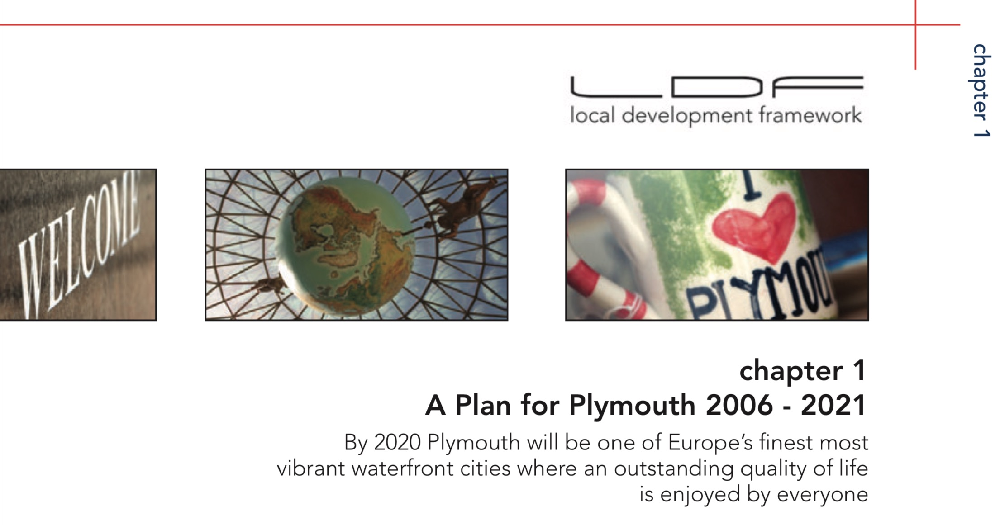 chapter 1
LDF
local development framework
WELCOME
I
PLYMOU
chapter 1
A Plan for Plymouth 2006 - 2021
By 2020 Plymouth will be one of Europe’s finest most
vibrant waterfront cities where an outstanding quality of life
is enjoyed by everyone